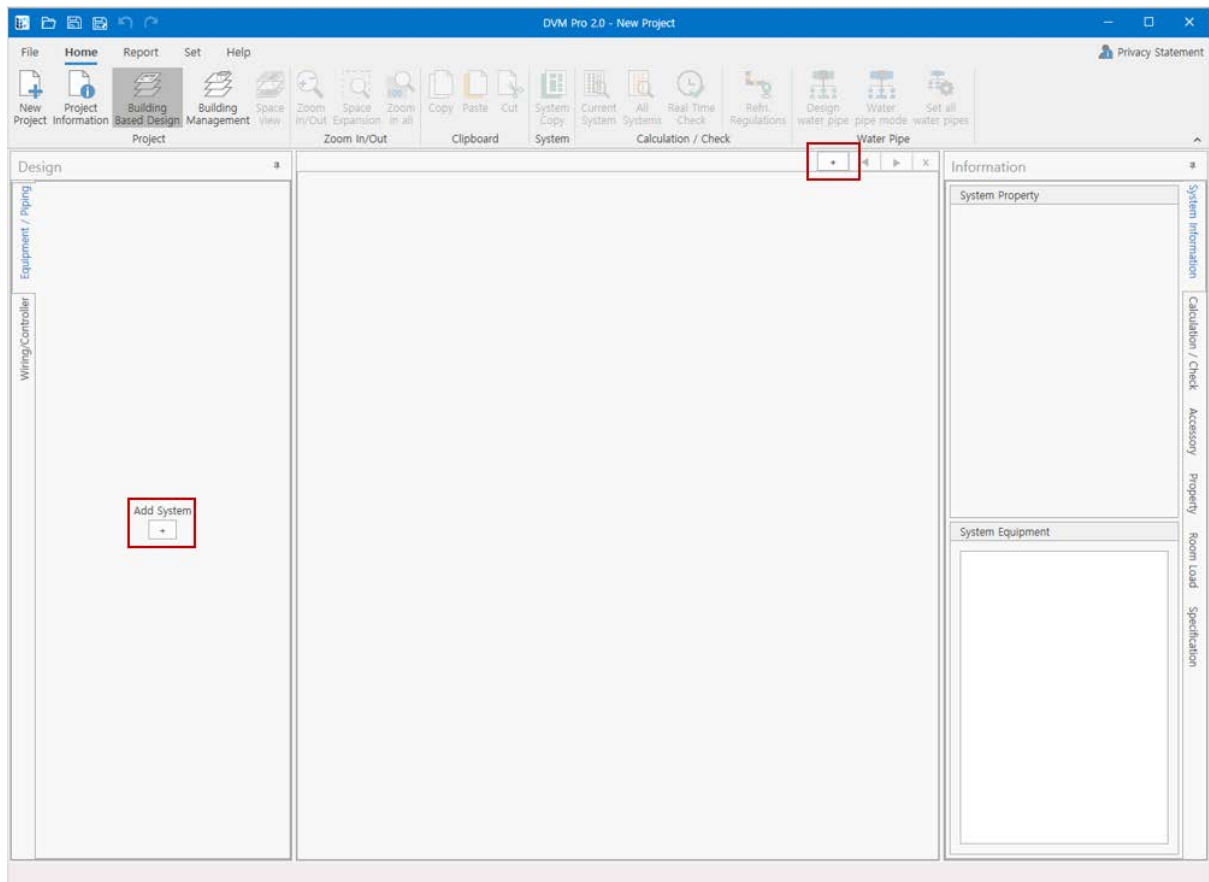 DVM Pro 2.0 - New Project
File Home Report Set Help
Privacy Statement
New Project
Project Information
Building Based Design
Building Management
Space View
Zoom In/Out
Space Expansion
Zoom in all
Copy
Paste
Cut
System Copy
Current System
All Systems
Real Time Check
Refri. Regulations
Design water pipe
Water pipe mode
Set all water pipes
Project
Zoom In/Out
Clipboard
System
Calculation / Check
Water Pipe
Design
Equipment / Piping
Wiring/Controller
Add System
+
+
x
Information
System Property
System Equipment
System Information
Calculation / Check
Accessory
Property
Room Load
Specification